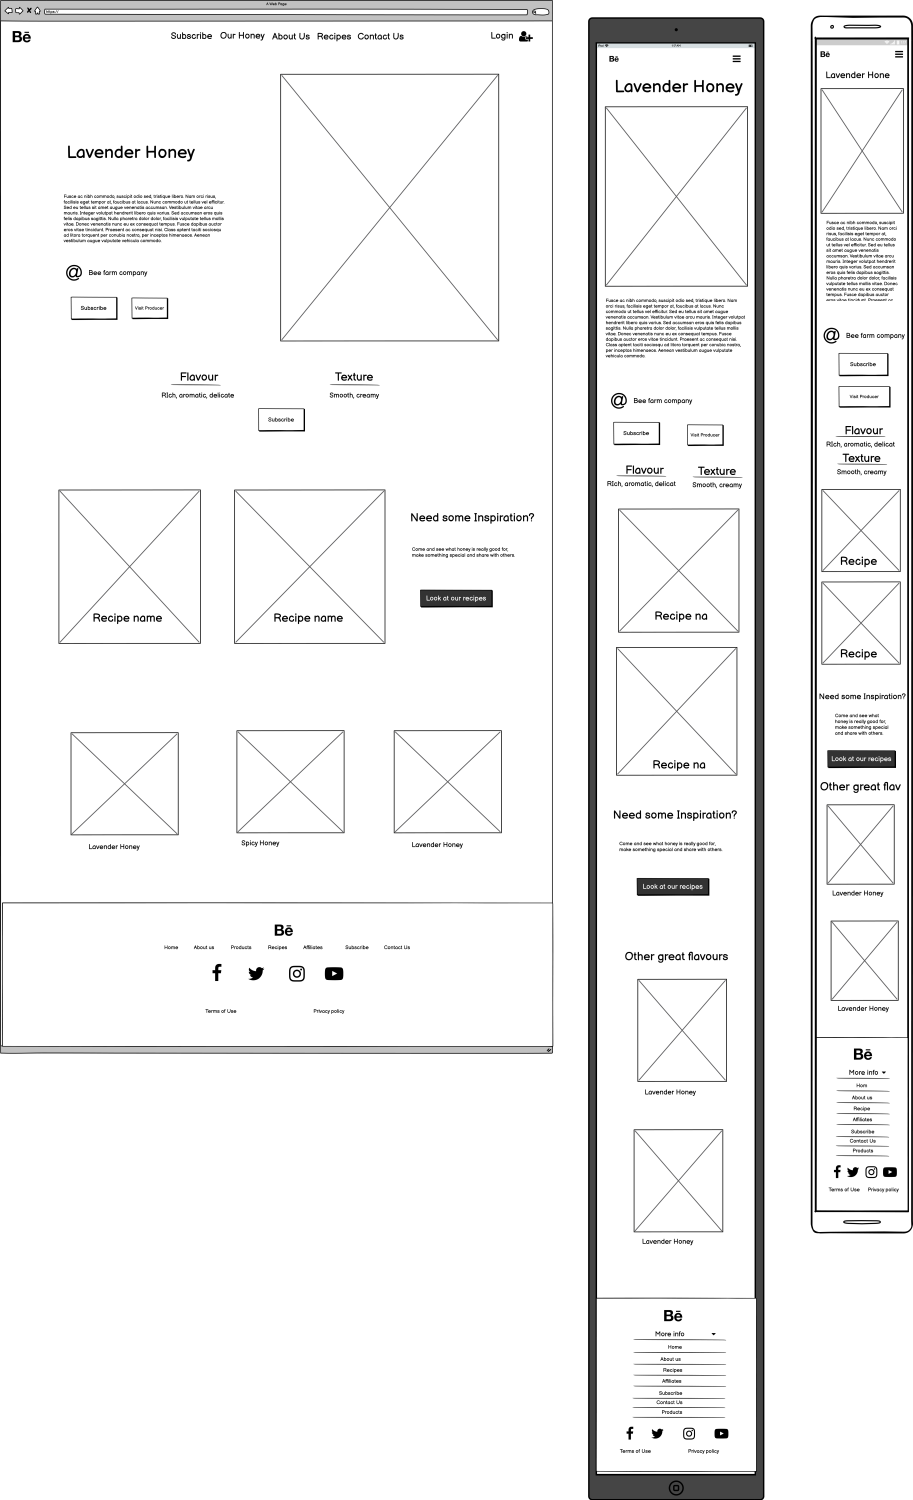 A Web Page
https://
Bē
Subscribe Our Honey About Us Recipes Contact Us
Login
Lavender Honey
Fusce ac nibh commodo, suscipit odio sed, tristique libero. Nam orci risus,
facilisis eget tempor at, faucibus at lacus. Nunc commodo ut tellus vel efficitur.
Sed eu tellus sit amet augue venenatis accumsan. Vestibulum vitae arcu
mauris. Integer volutpat hendrerit libero quis varius. Sed accumsan eros quis
felis dapibus sagittis. Nulla pharetra dolor dolor, facilisis vulputate tellus mollis
vitae. Donec venenatis nunc eu ex consequat tempus. Fusce dapibus auctor
eros vitae tincidunt. Praesent ac consequat nisi. Class aptent taciti sociosqu
ad litora torquent per conubia nostra, per inceptos himenaeos. Aenean
vestibulum augue vulputate vehicula commodo.
@ Bee farm company
Subscribe Visit Producer
Flavour Texture
RIch, aromatic, delicate Smooth, creamy
Subscribe
Need some Inspiration?
Come and see what honey is really good for,
make something special and share with others.
Look at our recipes
Recipe name Recipe name
Lavender Honey Spicy Honey Lavender Honey
Bē
Home About us Products Recipes Affiliates Subscribe Contact Us
Terms of Use Privacy policy
Bē
Lavender Honey
Fusce ac nibh commodo, suscipit odio sed, tristique libero. Nam orci
risus, facilisis eget tempor at, faucibus at lacus. Nunc
commodo ut tellus vel efficitur. Sed eu tellus sit amet augue
venenatis accumsan. Vestibulum vitae arcu mauris. Integer volutpat
hendrerit libero quis varius. Sed accumsan eros quis felis dapibus
sagittis. Nulla pharetra dolor dolor, facilisis vulputate tellus mollis
vitae. Donec venenatis nunc eu ex consequat tempus. Fusce
dapibus auctor eros vitae tincidunt. Praesent ac consequat nisi.
Class aptent taciti sociosqu ad litora torquent per conubia nostra,
per inceptos himenaeos. Aenean vestibulum augue vulputate
vehicula commodo.
@ Bee farm company
Subscribe Visit Producer
Flavour Texture
RIch, aromatic, delicat Smooth, creamy
Recipe na
Recipe na
Need some Inspiration?
Come and see what honey is really good for,
make something special and share with others.
Look at our recipes
Other great flavours
Lavender Honey
Lavender Honey
Bē
More info
Home
About us
Recipes
Affiliates
Subscribe
Contact Us
Products
Terms of Use Privacy policy
Bē
Lavender Hone
Fusce ac nibh commodo, suscipit
odio sed, tristique libero. Nam orci
risus, facilisis eget tempor at,
faucibus at lacus. Nunc commodo
ut tellus vel efficitur. Sed eu tellus
sit amet augue venenatis
accumsan. Vestibulum vitae arcu
mauris. Integer volutpat hendrerit
libero quis varius. Sed accumsan
eros quis felis dapibus sagittis.
Nulla pharetra dolor dolor, facilisis
vulputate tellus mollis vitae. Donec
venenatis nunc eu ex consequat
tempus. Fusce dapibus auctor
@ Bee farm company
Subscribe
Visit Producer
Flavour
RIch, aromatic, delicat
Texture
Smooth, creamy
Recipe
Recipe
Need some Inspiration?
Come and see what
honey is really good for,
make something special
and share with others.
Look at our recipes
Other great flav
Lavender Honey
Lavender Honey
Bē
More info
Hom
About us
Recipe
Affiliates
Subscribe
Contact Us
Products
Terms of Use Privacy policy